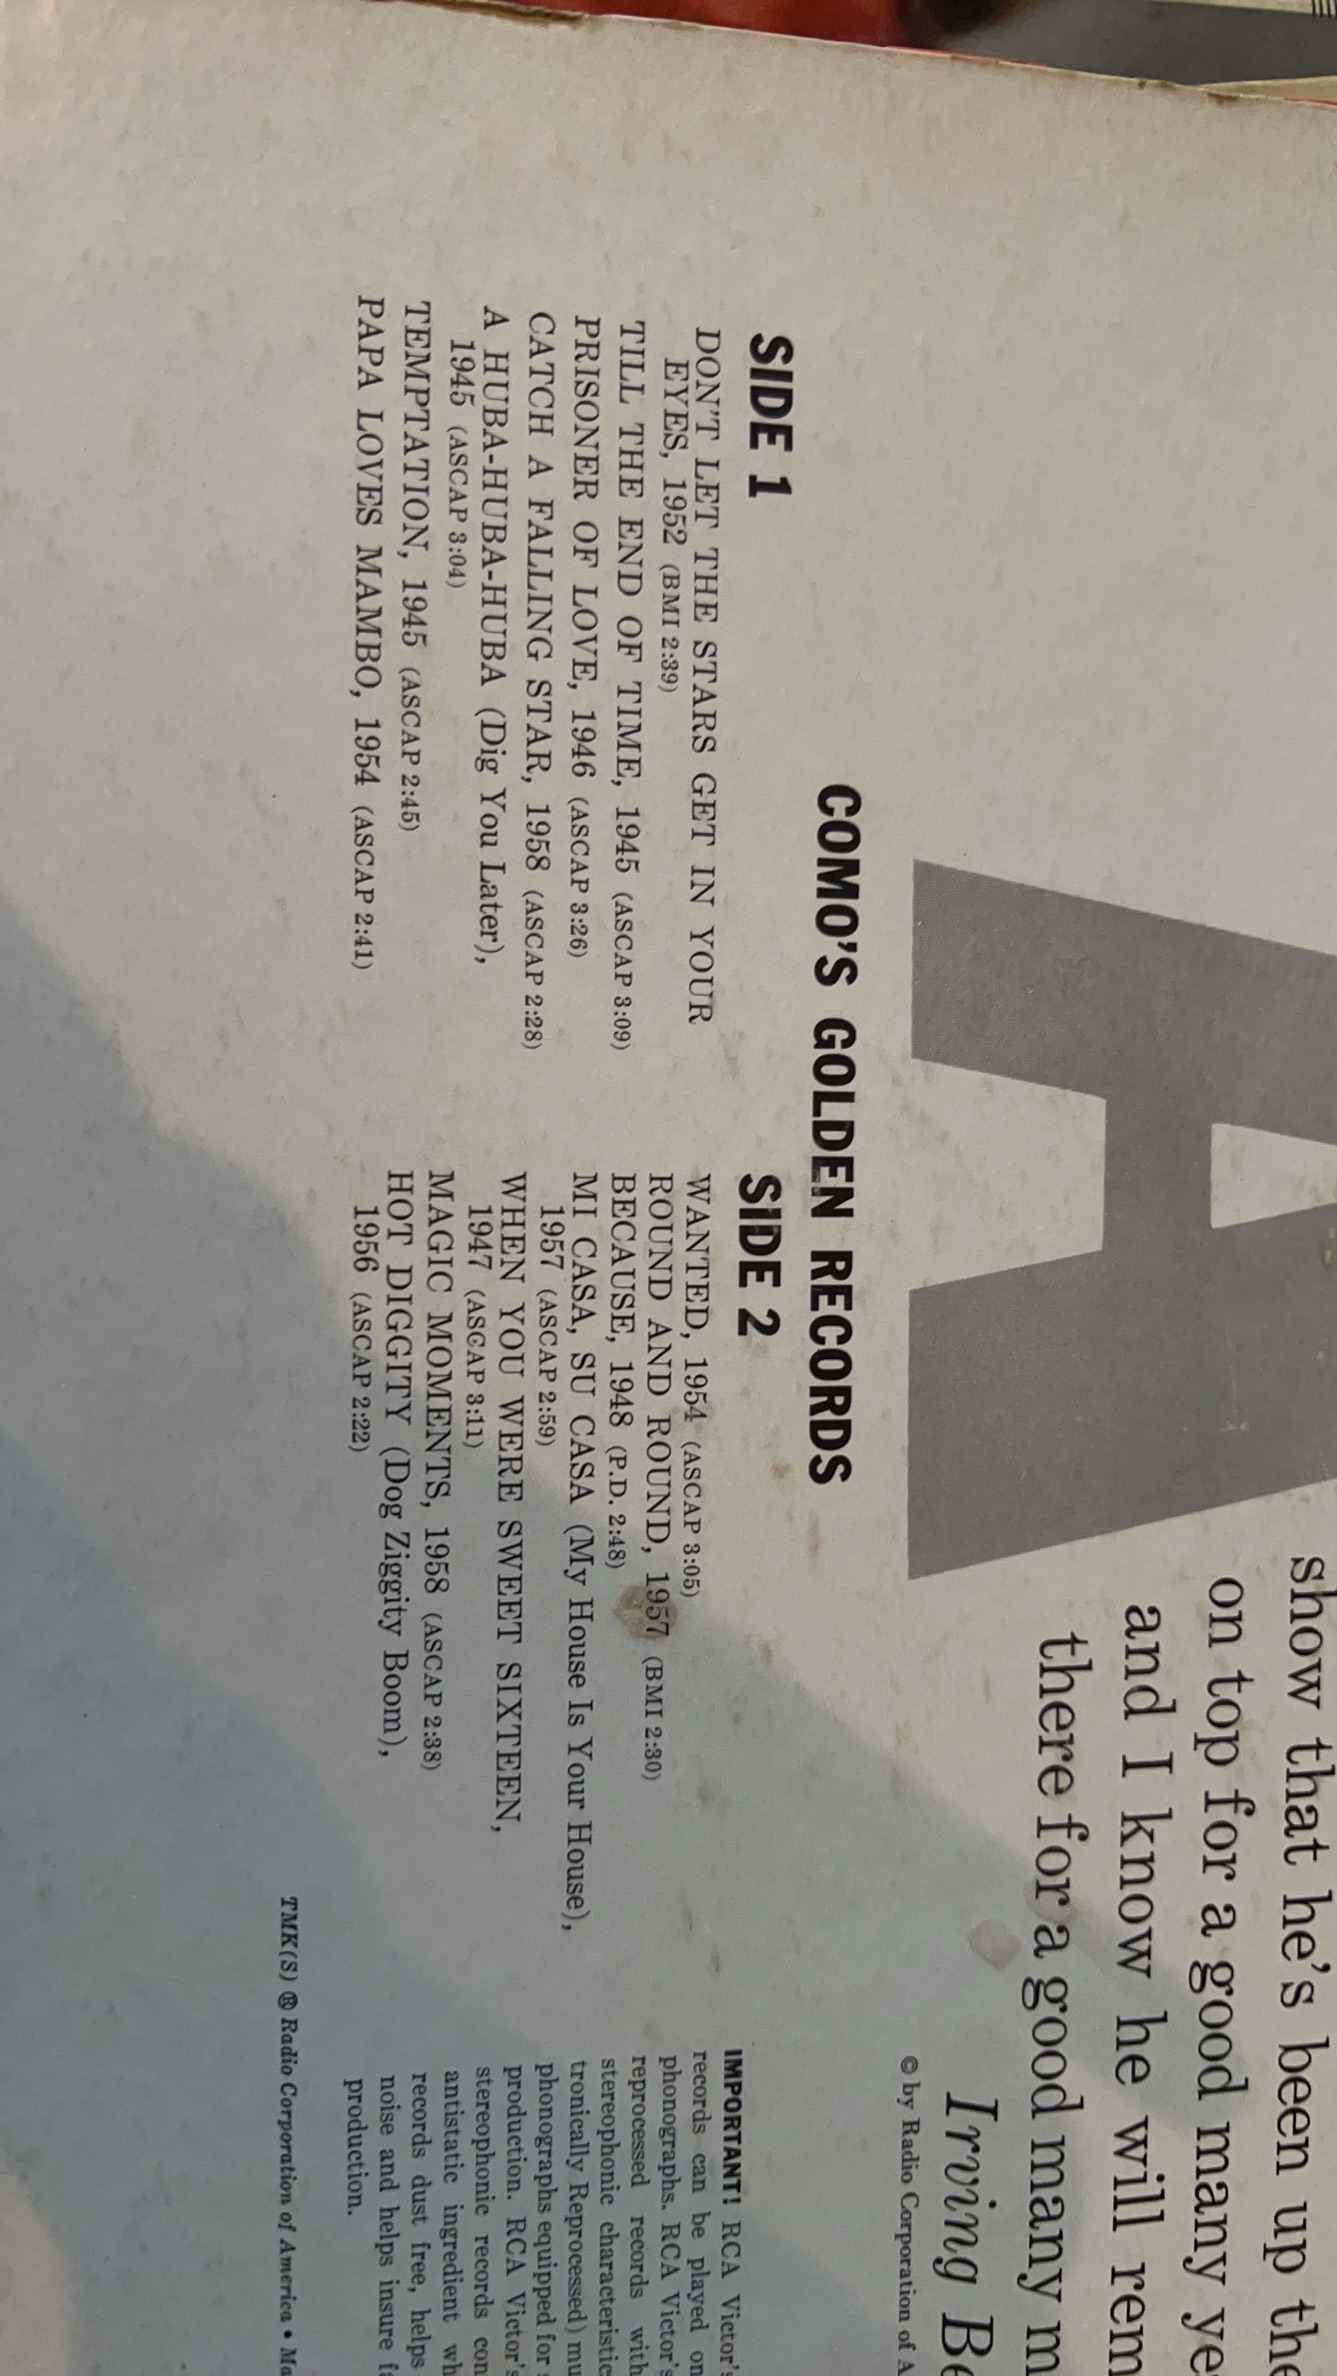 show that he's been up the
on top for a good many ye
and I know he will rem
there for a good many m
Irving Be
© by Radio Corporation of A
COMO'S GOLDEN RECORDS
SIDE 1
DON'T LET THE STARS GET IN YOUR
EYES, 1952 (BMI 2:39)
TILL THE END OF TIME, 1945 (ASCAP 3:09)
PRISONER OF LOVE, 1946 (ASCAP 3:26)
CATCH A FALLING STAR, 1958 (ASCAP 2:28)
A HUBA-HUBA-HUBA (Dig You Later),
1945 (ASCAP 3:04)
TEMPTATION, 1945 (ASCAP 2:45)
PAPA LOVES MAMBO, 1954 (ASCAP 2:41)
SIDE 2
WANTED, 1954 (ASCAP 3:05)
ROUND AND ROUND, 1957 (BMI 2:30)
BECAUSE, 1948 (P.D. 2:48)
MI CASA, SU CASA (My House Is Your House),
1957 (ASCAP 2:59)
WHEN YOU WERE SWEET SIXTEEN,
1947 (ASCAP 3:11)
MAGIC MOMENTS, 1958 (ASCAP 2:38)
HOT DIGGITY (Dog Ziggity Boom),
1956 (ASCAP 2:22)
IMPORTANT! RCA Victor's
records can be played on
phonographs. RCA Victor's
reprocessed records with
stereophonic characteristic
tronically Reprocessed) mu
phonographs equipped for
production. RCA Victor's
stereophonic records con
antistatic ingredient wh
records dust free, helps
noise and helps insure fa
production.
TMK(S) ® Radio Corporation of America • Ma